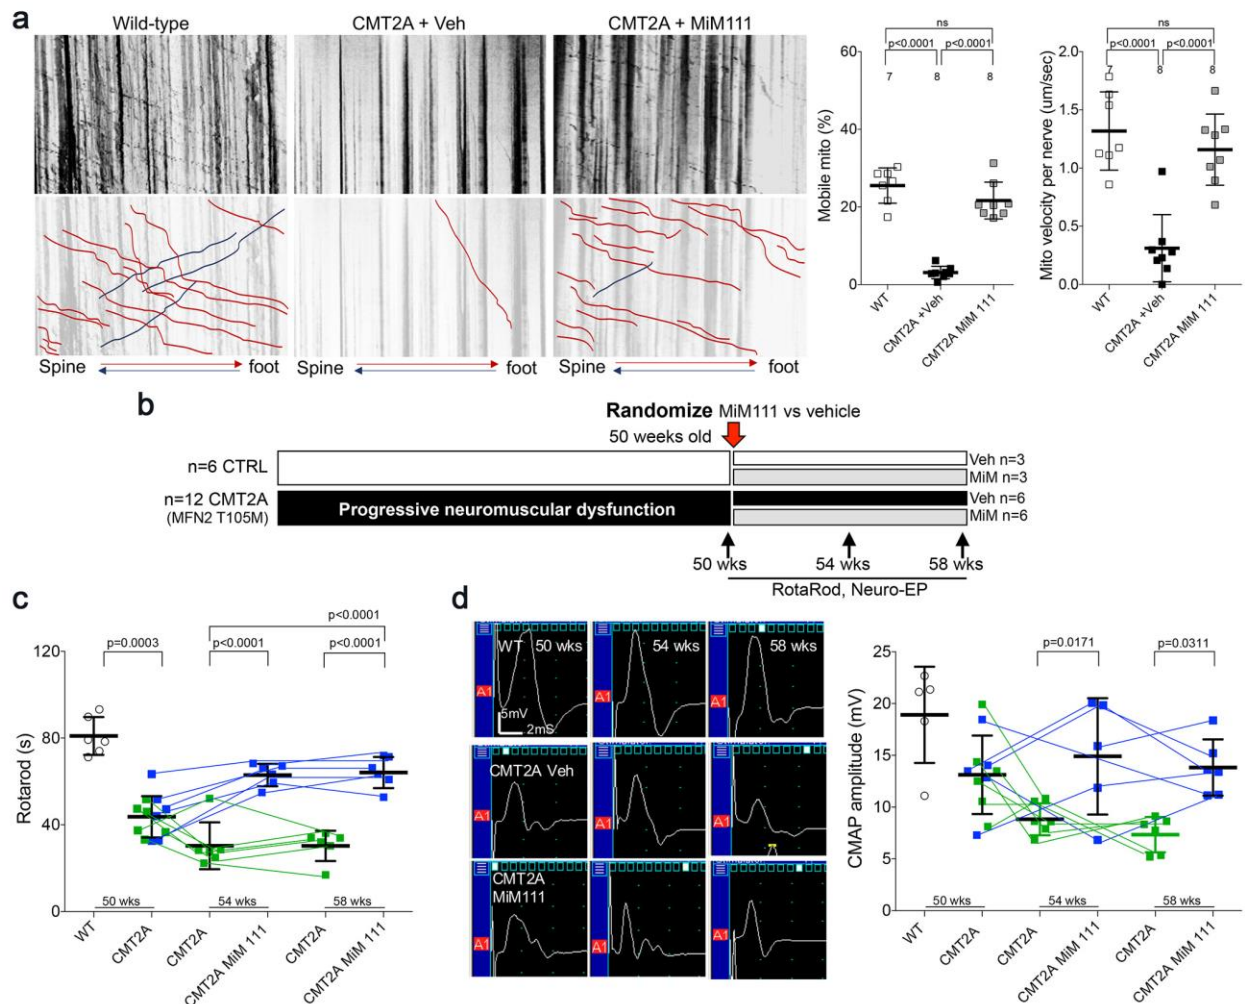 a
Wild-type
CMT2A + Veh
CMT2A + MiM111
Spine
foot
Spine
foot
Spine
foot
ns
p<0.0001
p<0.0001
60
40
20
0
7
8
8
Mobile mito (%)
WT
CMT2A +Veh
CMT2A MiM 111
ns
p<0.0001
p<0.0001
2.0
1.5
1.0
0.5
0.0
7
8
8
Mito velocity per nerve (um/sec)
WT
CMT2A +Veh
CMT2A MiM 111
b
Randomize MiM111 vs vehicle
50 weeks old
n=6 CTRL
n=12 CMT2A
(MFN2 T105M)
Progressive neuromuscular dysfunction
Veh n=3
MiM n=3
Veh n=6
MiM n=6
50 wks
54 wks
58 wks
RotaRod, Neuro-EP
c
p<0.0001
p=0.0003
p<0.0001
p<0.0001
120
80
40
0
Rotarod (s)
50 wks
54 wks
58 wks
WT
CMT2A
CMT2A
CMT2A MiM 111
CMT2A
CMT2A MiM 111
d
WT
50 wks
54 wks
58 wks
A1
A1
A1
5mV
2mS
CMT2A Veh
A1
A1
A1
CMT2A
MiM111
A1
A1
A1
p=0.0171
p=0.0311
25
20
15
10
5
0
CMAP amplitude (mV)
50 wks
54 wks
58 wks
WT
CMT2A
CMT2A
CMT2A MiM 111
CMT2A
CMT2A MiM 111